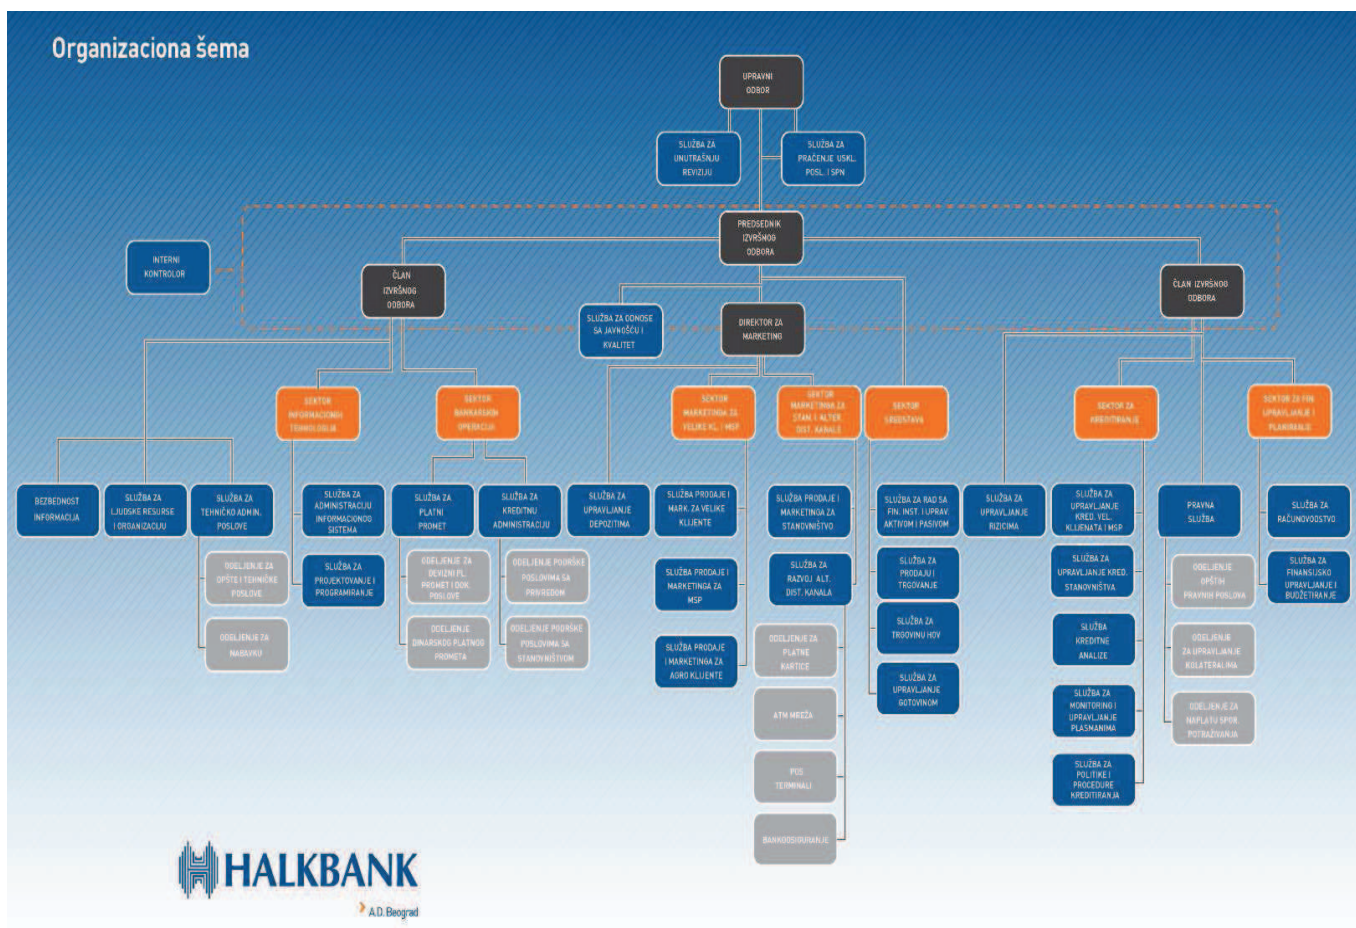 Organizaciona šema
UPRAVNI
ODBOR
SLUŽBA ZA
UNUTRAŠNJU
REVIZIJU
SLUŽBA ZA
PRAĆENJE USKL.
POSL. I SPN
PREDSEDNIK
IZVRŠNOG
ODBORA
INTERNI
KONTROLOR
ČLAN
IZVRŠNOG
ODBORA
ČLAN IZVRŠNOG
ODBORA
SLUŽBA ZA ODNOSE
SA JAVNOŠĆU I
KVALITET
DIREKTOR ZA
MARKETING
SEKTOR
INFORMACIONIH
TEHNOLOGIJE
SEKTOR
BANKARSKIH
OPERACIJA
SEKTOR
MARKETINGA ZA
VELIKE KL. I MSP
SEKTOR
MARKETINGA ZA
STAN. I ALTER.
DIST. KANALE
SEKTOR
SREDSTAVA
SEKTOR ZA
KREDITIRANJE
SEKTOR ZA FIN.
UPRAVLJANJE I
PLANIRANJE
BEZBEDNOST
INFORMACIJA
SLUŽBA ZA
LJUDSKE RESURSE
I ORGANIZACIJU
SLUŽBA ZA
TEHNIČKO ADMIN.
POSLOVE
SLUŽBA ZA
ADMINISTRACIJU
INFORMACIONOG
SISTEMA
SLUŽBA ZA
PLATNI
PROMET
SLUŽBA ZA
KREDITNU
ADMINISTRACIJU
SLUŽBA ZA
UPRAVLJANJE
DEPOZITIMA
SLUŽBA PRODAJE I
MARK. ZA VELIKE
KLIJENTE
SLUŽBA PRODAJE I
MARKETINGA ZA
STANOVNIŠTVO
SLUŽBA ZA RAD SA
FIN. INST. I UPRAV.
AKTIVOM I PASIVOM
SLUŽBA ZA
UPRAVLJANJE
RIZICIMA
SLUŽBA ZA
UPRAVLJANJE
KRED. VEL.
KLIJENATA I MSP
PRAVNA
SLUŽBA
SLUŽBA ZA
RAČUNOVODSTVO
ODELJENJE ZA
OPŠTE I TEHNIČKE
POSLOVE
SLUŽBA ZA
PROJEKTOVANJE I
PROGRAMIRANJE
ODELJENJE ZA
DEVIZNI PL.
PROMET I DOK.
POSLOVE
ODELJENJE PODRŠKE
POSLOVIMA SA
PRIVREDOM
SLUŽBA PRODAJE I
MARKETINGA ZA
MSP
SLUŽBA ZA
RAZVOJ ALT.
DIST. KANALA
SLUŽBA ZA
PRODAJU I
TRGOVANJE
SLUŽBA ZA
UPRAVLJANJE KRED.
STANOVNIŠTVA
ODELJENJE
OPŠTIH
PRAVNIH POSLOVA
SLUŽBA ZA
FINANSIJSKO
UPRAVLJANJE I
BUDŽETIRANJE
ODELJENJE ZA
NABAVKU
ODELJENJE
DINARSKOG PLATNOG
PROMETA
ODELJENJE PODRŠKE
POSLOVIMA SA
STANOVNIŠTVOM
SLUŽBA PRODAJE
I MARKETINGA ZA
AGRO KLIJENTE
ODELJENJE ZA
PLATNE
KARTICE
SLUŽBA ZA
TRGOVINU HOV
SLUŽBA
KREDITNE
ANALIZE
ODELJENJE
ZA UPRAVLJANJE
KOLATERALIMA
SLUŽBA ZA
UPRAVLJANJE
GOTOVINOM
ATM MREŽA
SLUŽBA ZA
MONITORING I
UPRAVLJANJE
PLASMANIMA
ODELJENJE ZA
NAPLATU SPOR.
POTRAŽIVANJA
POS
TERMINALI
SLUŽBA ZA
POLITIKE I
PROCEDURE
KREDITIRANJA
BANKOOSIGURANJE
HALKBANK
A.D. Beograd